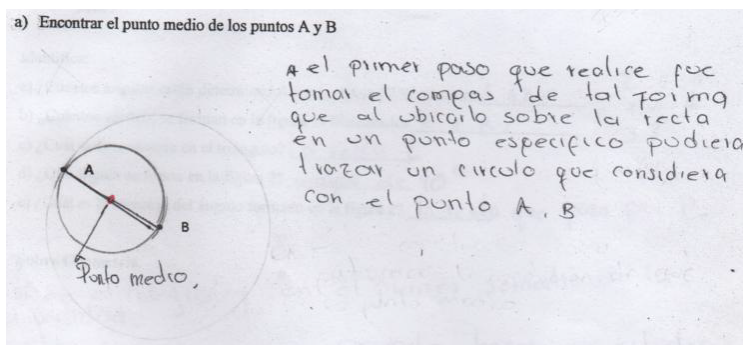 a) Encontrar el punto medio de los puntos A y B
A el primer paso que realice fue
tomar el compas de tal forma
que al ubicarlo sobre la recta
en un punto especifico pudiera
trazar un circulo que considiera
con el punto A. B
A
B
Punto medio.